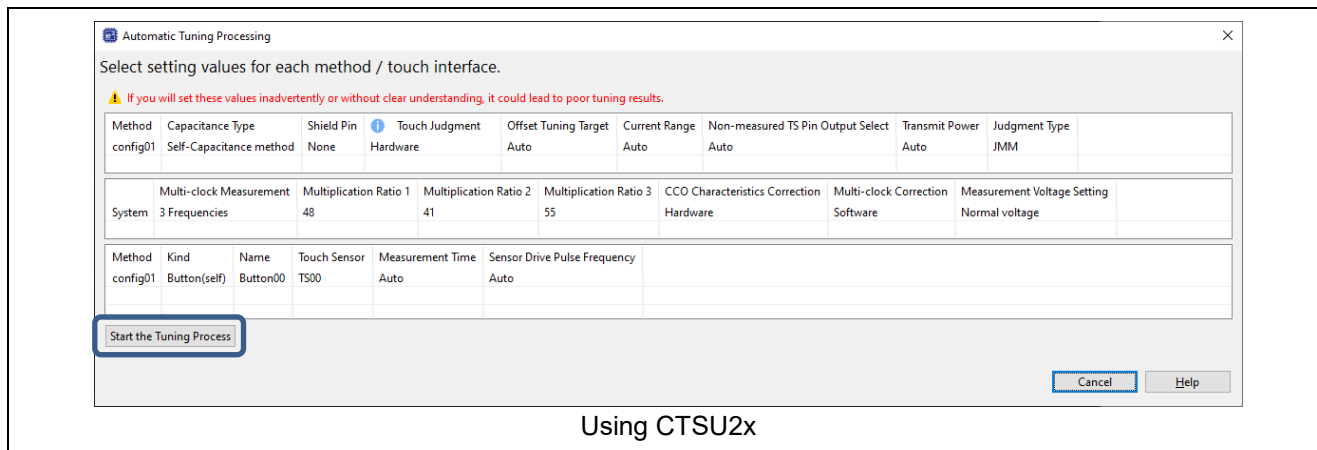 Automatic Tuning Processing
Select setting values for each method / touch interface.
If you will set these values inadvertently or without clear understanding, it could lead to poor tuning results.
Method Capacitance Type Shield Pin Touch Judgment Offset Tuning Target Current Range Non-measured TS Pin Output Select Transmit Power Judgment Type
config01 Self-Capacitance method None Hardware Auto Auto Auto Auto JMM
Multi-clock Measurement Multiplication Ratio 1 Multiplication Ratio 2 Multiplication Ratio 3 CCO Characteristics Correction Multi-clock Correction Measurement Voltage Setting
System 3 Frequencies 48 41 55 Hardware Software Normal voltage
Method Kind Name Touch Sensor Measurement Time Sensor Drive Pulse Frequency
config01 Button(self) Button00 TS00 Auto Auto
Start the Tuning Process
Cancel Help
Using CTSU2x